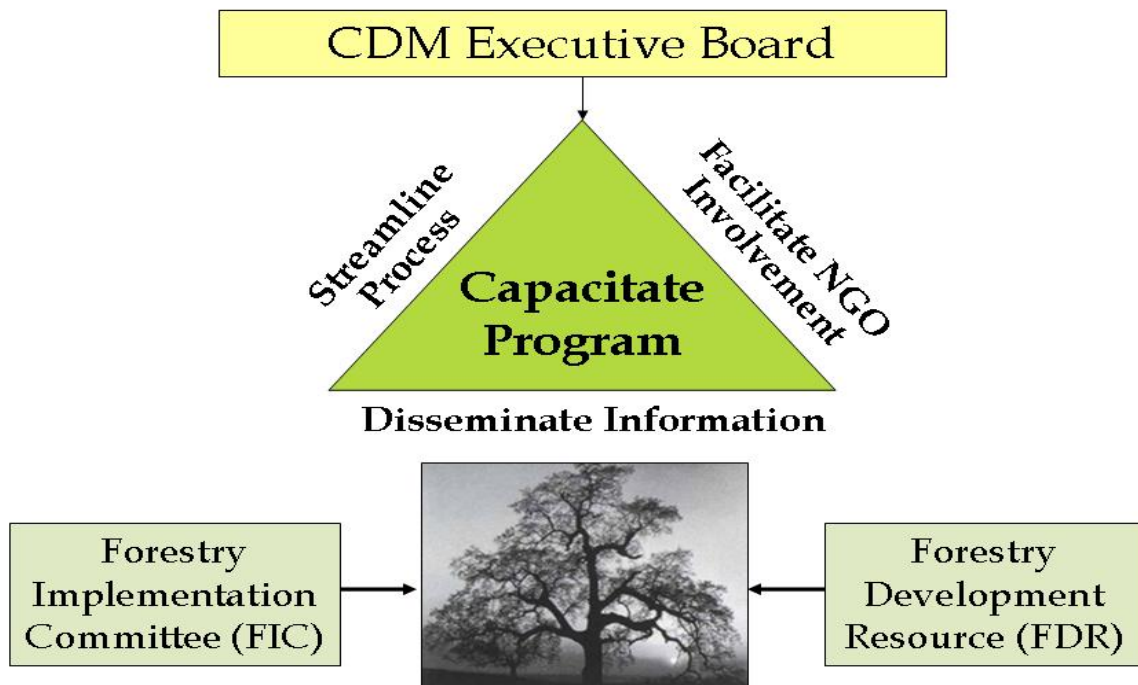 CDM Executive Board
Streamline
Process
Facilitate NGO
Involvement
Capacitate
Program
Disseminate Information
Forestry
Implementation
Committee (FIC)
Forestry
Development
Resource (FDR)